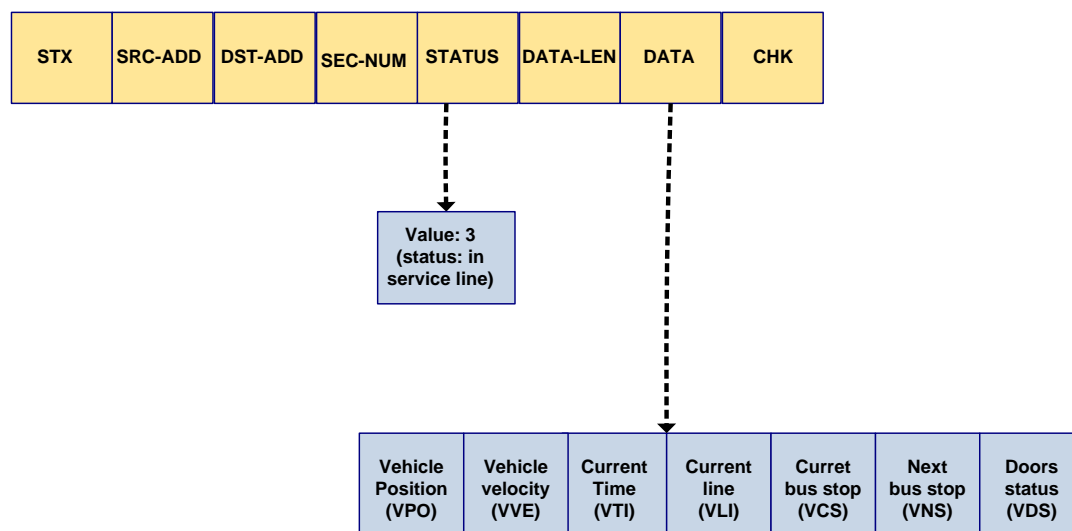 STX SRC-ADD DST-ADD SEC-NUM STATUS DATA-LEN DATA CHK
Value: 3
(status: in
service line)
Vehicle
Position
(VPO)
Vehicle
velocity
(VVE)
Current
Time
(VTI)
Current
line
(VLI)
Curret
bus stop
(VCS)
Next
bus stop
(VNS)
Doors
status
(VDS)